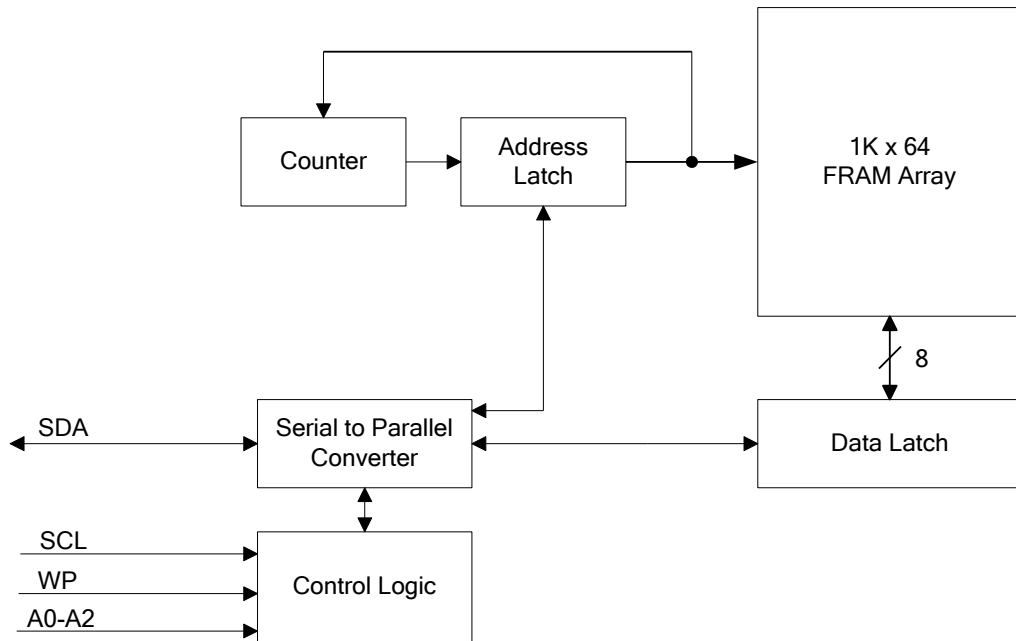 Counter
Address
Latch
1K x 64
FRAM Array
8
SDA
Serial to Parallel
Converter
Data Latch
SCL
WP
A0-A2
Control Logic